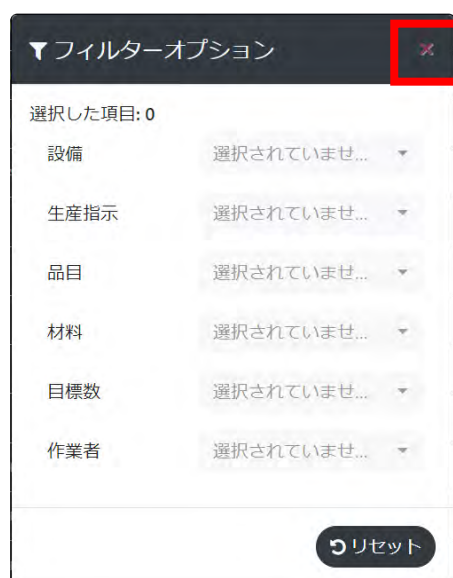 フィルターオプション
選択した項目: 0
設備 選択されていませ...
生産指示 選択されていませ...
品目 選択されていませ...
材料 選択されていませ...
目標数 選択されていませ...
作業者 選択されていませ...
リセット